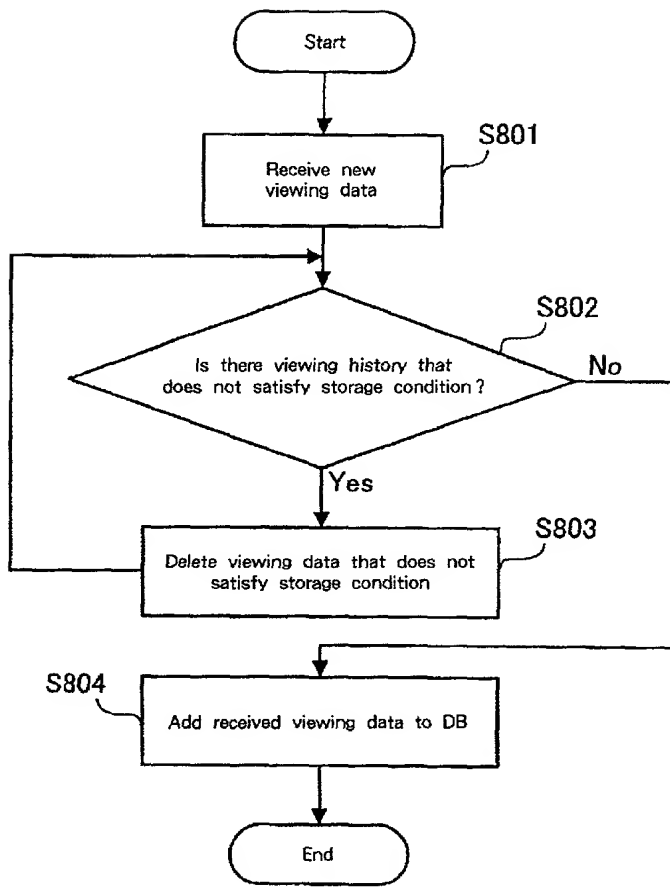 Start
S801
Receive new
viewing data
S802
Is there viewing history that
does not satisfy storage condition ?
No
Yes
S803
Delete viewing data that does not
satisfy storage condition
S804
Add received viewing data to DB
End